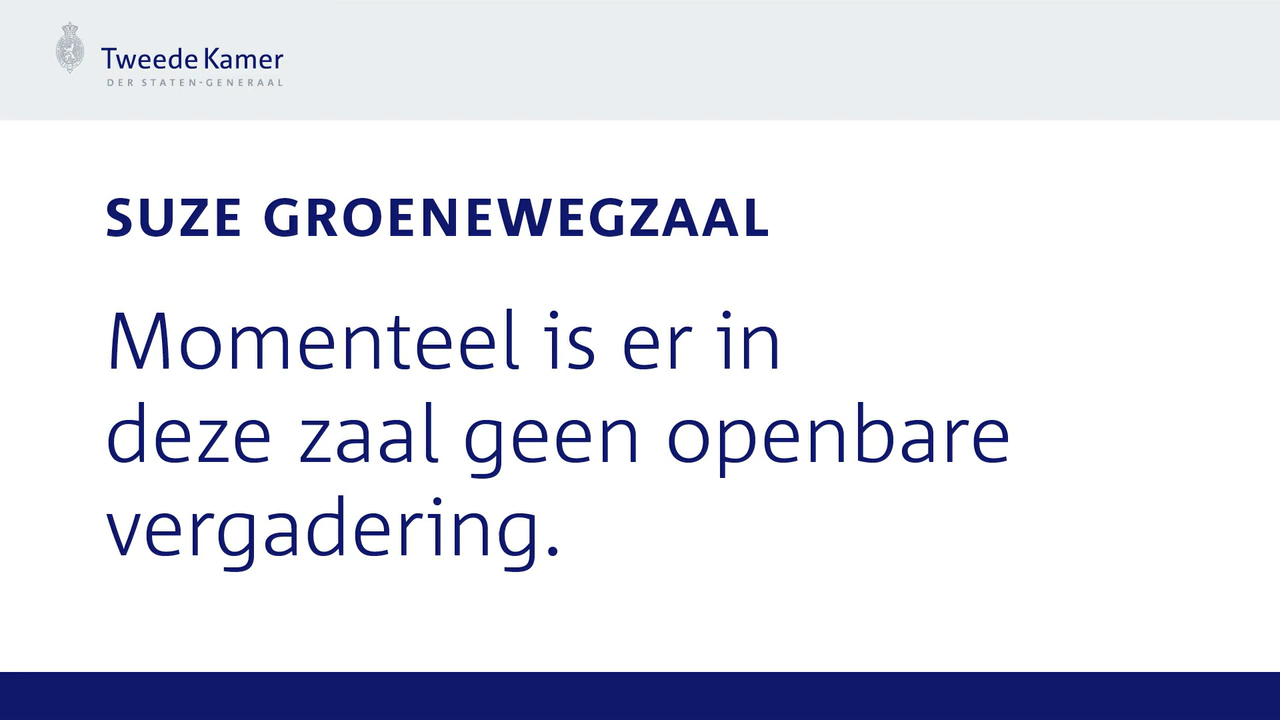 Tweede Kamer
DER STATEN-GENERAAL
SUZE GROENEWEGZAAL
Momenteel is er in
deze zaal geen openbare
vergadering.